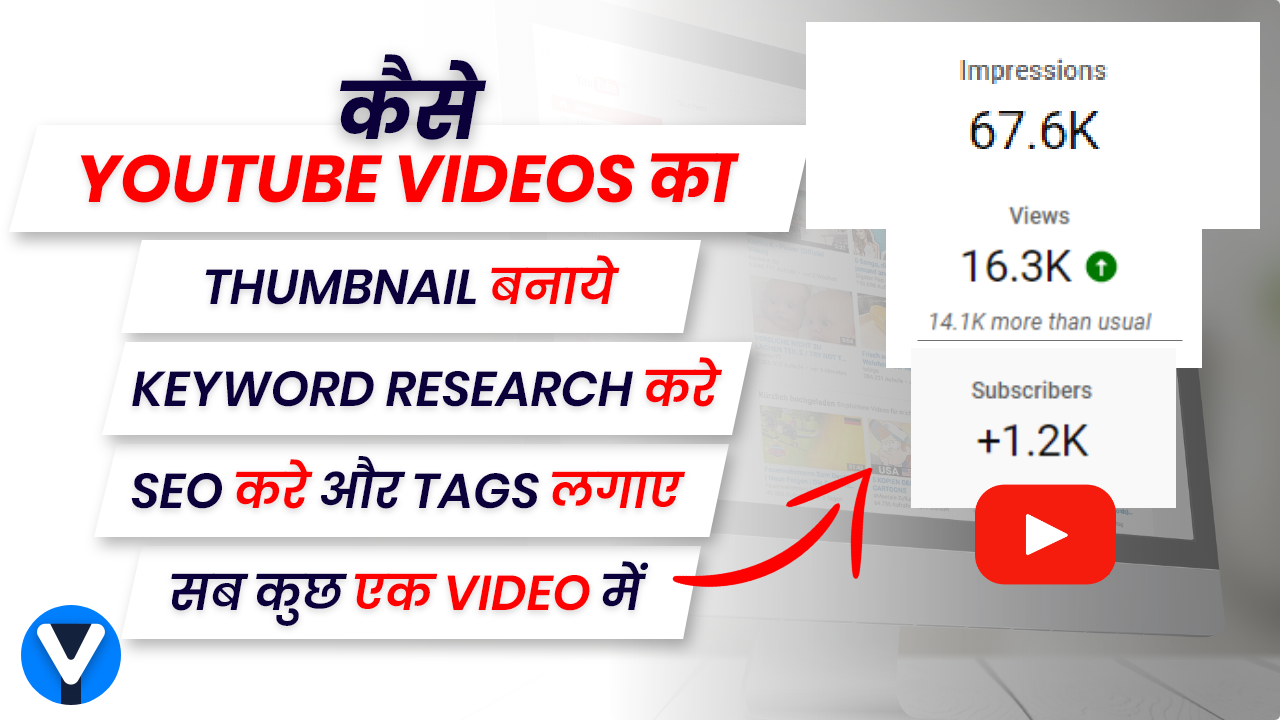 कैसे
YOUTUBE VIDEOS का
THUMBNAIL बनाये
KEYWORD RESEARCH करे
SEO करे और TAGS लगाए
सब कुछ एक VIDEO में
Impressions
67.6K
Views
16.3K
14.1K more than usual
Subscribers
+1.2K
USA